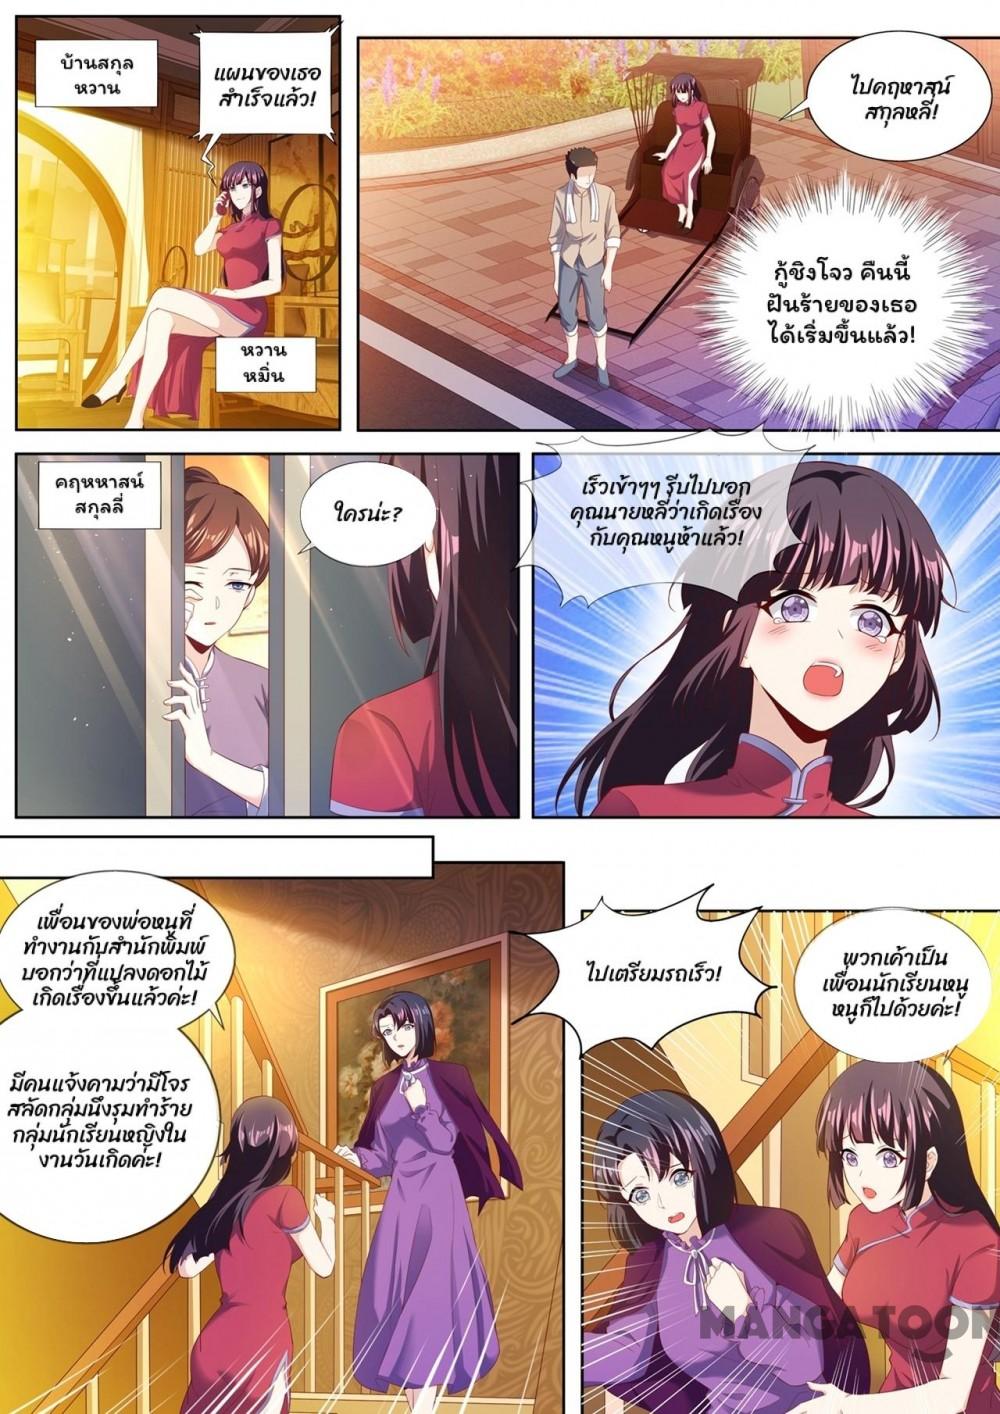 บ้านสกุล
หวาน
แผนของเธอ
สำเร็จแล้ว!
หวาน
หมิ่น
ไปคฤหาสน์
สกุลหลี่!
กู้ชิงโจว คืนนี้
ฝันร้ายของเธอ
ได้เริ่มขึ้นแล้ว!
คฤหหาสน์
สกุลลี่
ใครน่ะ?
เร็วเข้าๆๆ รีบไปบอก
คุณนายหลี่ว่าเกิดเรื่อง
กับคุณหนูห้าแล้ว!
เพื่อนของพ่อหนูที่
ทำงานกับสำนักพิมพ์
บอกว่าที่แปลงดอกไม้
เกิดเรื่องขึ้นแล้วค่ะ!
มีคนแจ้งคามว่ามีโจร
สลัดกลุ่มนึงรุมทำร้าย
กลุ่มนักเรียนหญิงใน
งานวันเกิดค่ะ!
ไปเตรียมรถเร็ว!
พวกเค้าเป็น
เพื่อนนักเรียนหนู
หนูก็ไปด้วยค่ะ!
MANGATOON